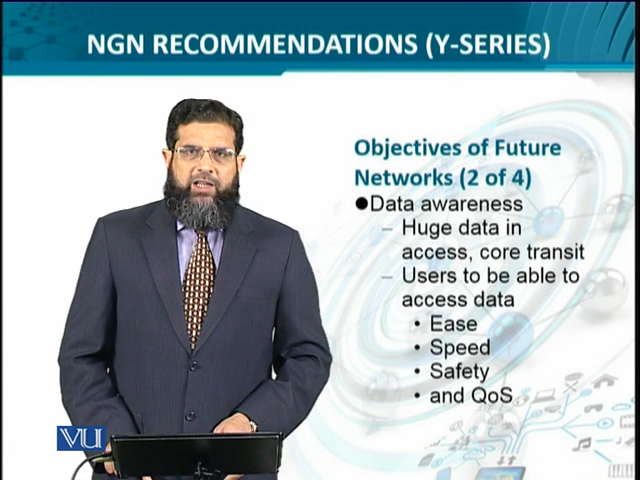 NGN RECOMMENDATIONS (Y-SERIES)
Objectives of Future
Networks (2 of 4)
●Data awareness
– Huge data in
access, core transit
– Users to be able to
access data
• Ease
• Speed
• Safety
• and QoS
VU